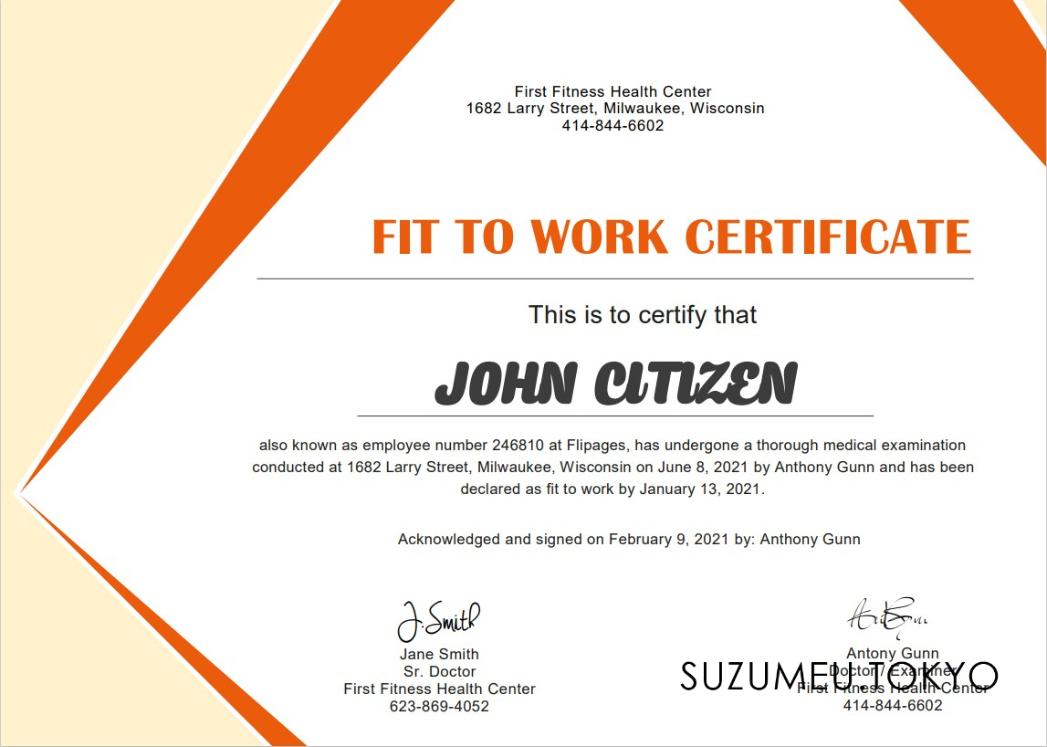 First Fitness Health Center
1682 Larry Street, Milwaukee, Wisconsin
414-844-6602
FIT TO WORK CERTIFICATE
This is to certify that
JOHN CITIZEN
also known as employee number 246810 at Flipages, has undergone a thorough medical examination
conducted at 1682 Larry Street, Milwaukee, Wisconsin on June 8, 2021 by Anthony Gunn and has been
declared as fit to work by January 13, 2021.
Acknowledged and signed on February 9, 2021 by: Anthony Gunn
J. Smith
Jane Smith
Sr. Doctor
First Fitness Health Center
623-869-4052
Antony Gunn
Doctor / Examiner
First Fitness Health Center
414-844-6602
SUZUMEU.TOKYO